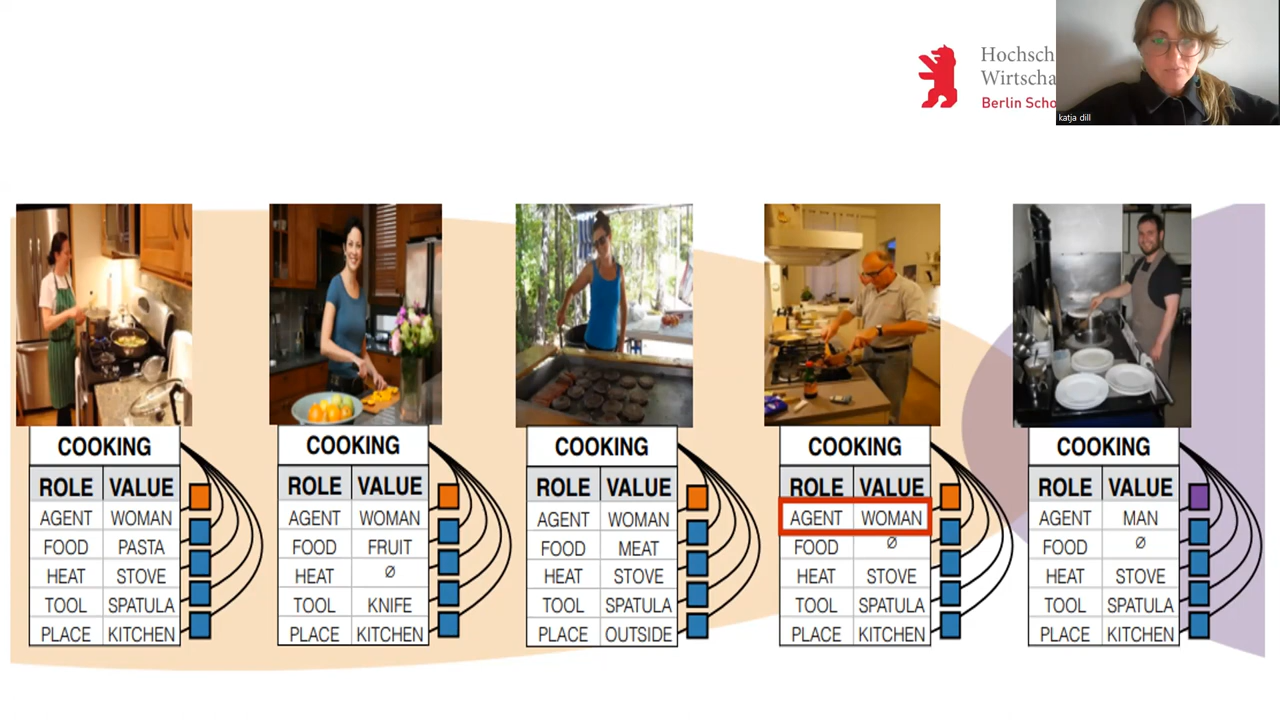 Hochsch
Wirtscha
Berlin Scho
katja dill
COOKING
ROLE VALUE
AGENT WOMAN
FOOD PASTA
HEAT STOVE
TOOL SPATULA
PLACE KITCHEN
COOKING
ROLE VALUE
AGENT WOMAN
FOOD FRUIT
HEAT Ø
TOOL KNIFE
PLACE KITCHEN
COOKING
ROLE VALUE
AGENT WOMAN
FOOD MEAT
HEAT STOVE
TOOL SPATULA
PLACE OUTSIDE
COOKING
ROLE VALUE
AGENT WOMAN
FOOD Ø
HEAT STOVE
TOOL SPATULA
PLACE KITCHEN
COOKING
ROLE VALUE
AGENT MAN
FOOD Ø
HEAT STOVE
TOOL SPATULA
PLACE KITCHEN